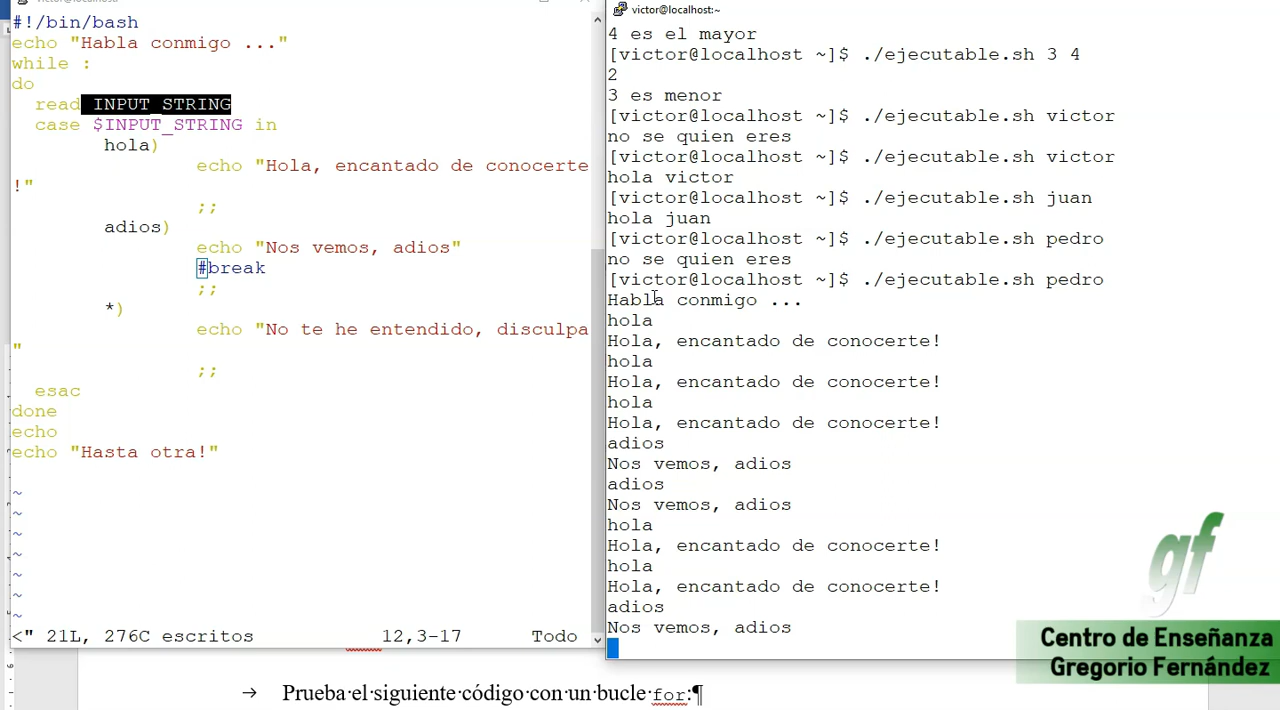 #!/bin/bash
echo "Habla conmigo ..."
while :
do
read INPUT_STRING
case $INPUT_STRING in
hola)
echo "Hola, encantado de conocerte
!"
;;
adios)
echo "Nos vemos, adios"
#break
;;
*)
echo "No te he entendido, disculpa
"
;;
esac
done
echo
echo "Hasta otra!"
~
~
~
~
~
~
~
<" 21L, 276C escritos 12,3-17 Todo
victor@localhost:~
4 es el mayor
[victor@localhost ~]$ ./ejecutable.sh 3 4
2
3 es menor
[victor@localhost ~]$ ./ejecutable.sh victor
no se quien eres
[victor@localhost ~]$ ./ejecutable.sh victor
hola victor
[victor@localhost ~]$ ./ejecutable.sh juan
hola juan
[victor@localhost ~]$ ./ejecutable.sh pedro
no se quien eres
[victor@localhost ~]$ ./ejecutable.sh pedro
Habla conmigo ...
hola
Hola, encantado de conocerte!
hola
Hola, encantado de conocerte!
hola
Hola, encantado de conocerte!
adios
Nos vemos, adios
adios
Nos vemos, adios
hola
Hola, encantado de conocerte!
hola
Hola, encantado de conocerte!
adios
Nos vemos, adios
gf
Centro de Enseñanza
Gregorio Fernández
→ Prueba·el·siguiente·código·con·un·bucle·for:¶